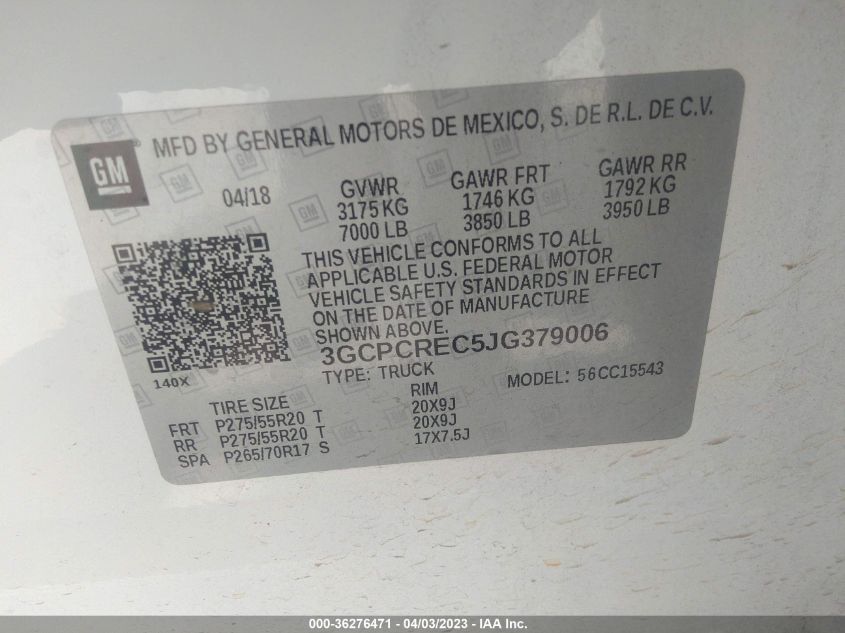 GM
MFD BY GENERAL MOTORS DE MEXICO, S. DE R.L. DE C.V.
04/18
GVWR GAWR FRT GAWR RR
3175 KG 1746 KG 1792 KG
7000 LB 3850 LB 3950 LB
THIS VEHICLE CONFORMS TO ALL
APPLICABLE U.S. FEDERAL MOTOR
VEHICLE SAFETY STANDARDS IN EFFECT
ON THE DATE OF MANUFACTURE
SHOWN ABOVE.
3GCPCREC5JG379006
140X
TYPE: TRUCK MODEL: 56CC15543
TIRE SIZE RIM
FRT P275/55R20 T 20X9J
RR P275/55R20 T 20X9J
SPA P265/70R17 S 17X7.5J
000-36276471 - 04/03/2023 - IAA Inc.